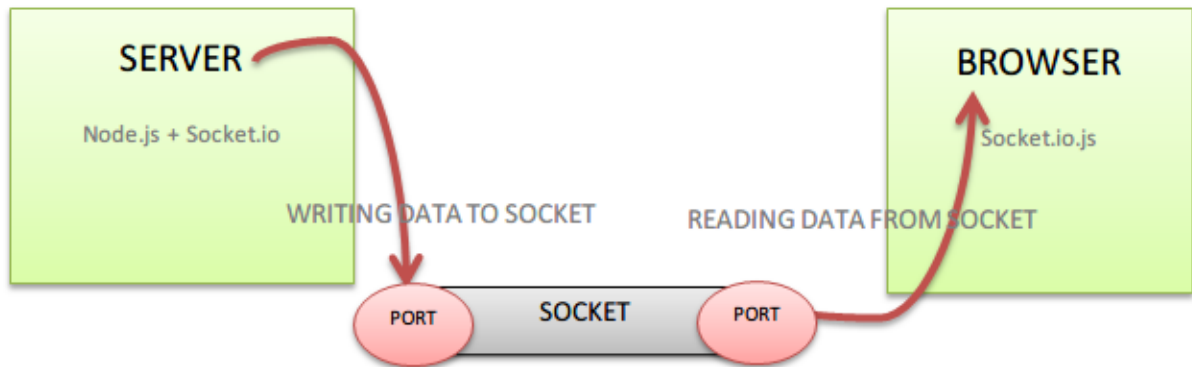 SERVER
Node.js + Socket.io
BROWSER
Socket.io.js
WRITING DATA TO SOCKET
READING DATA FROM SOCKET
PORT
SOCKET
PORT